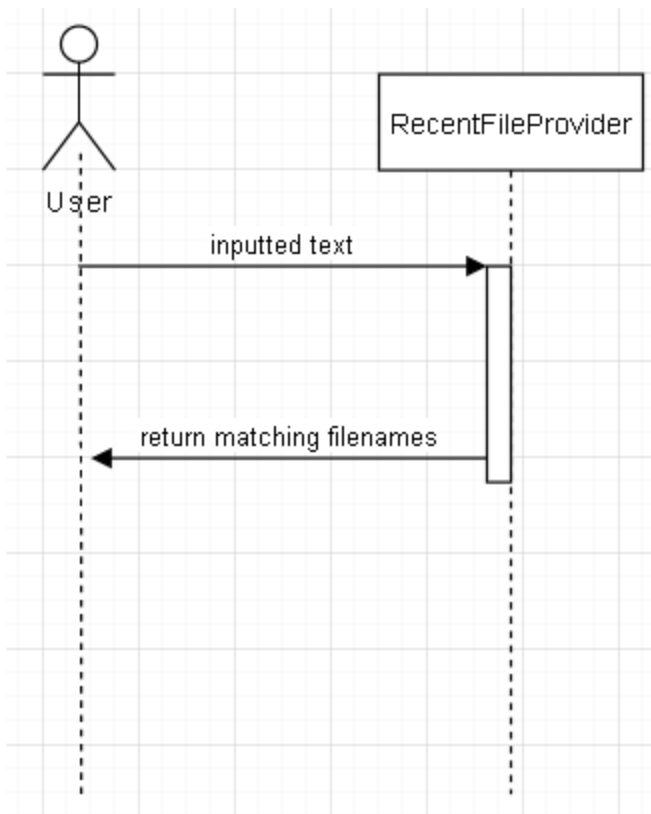 RecentFileProvider
User
inputted text
return matching filenames